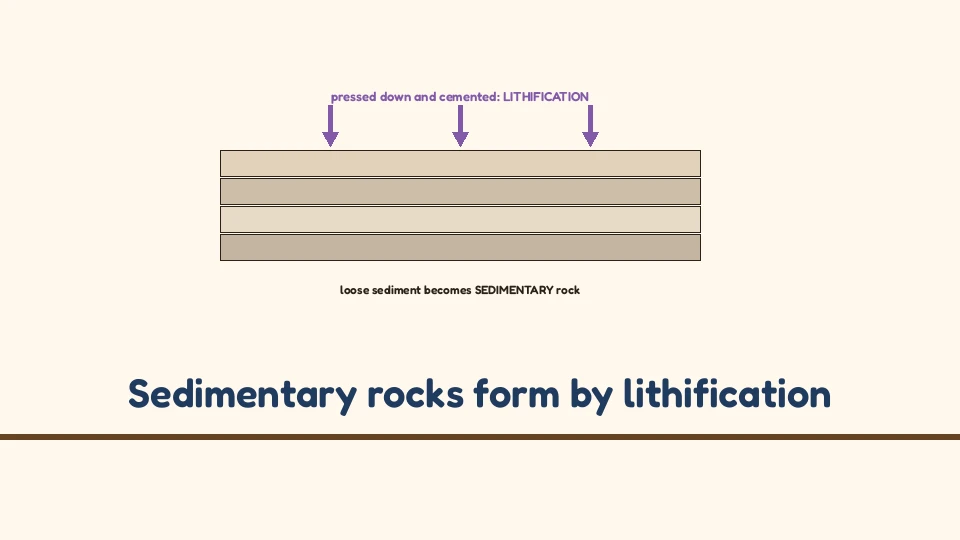 pressed down and cemented: LITHIFICATION
loose sediment becomes SEDIMENTARY rock
Sedimentary rocks form by lithification